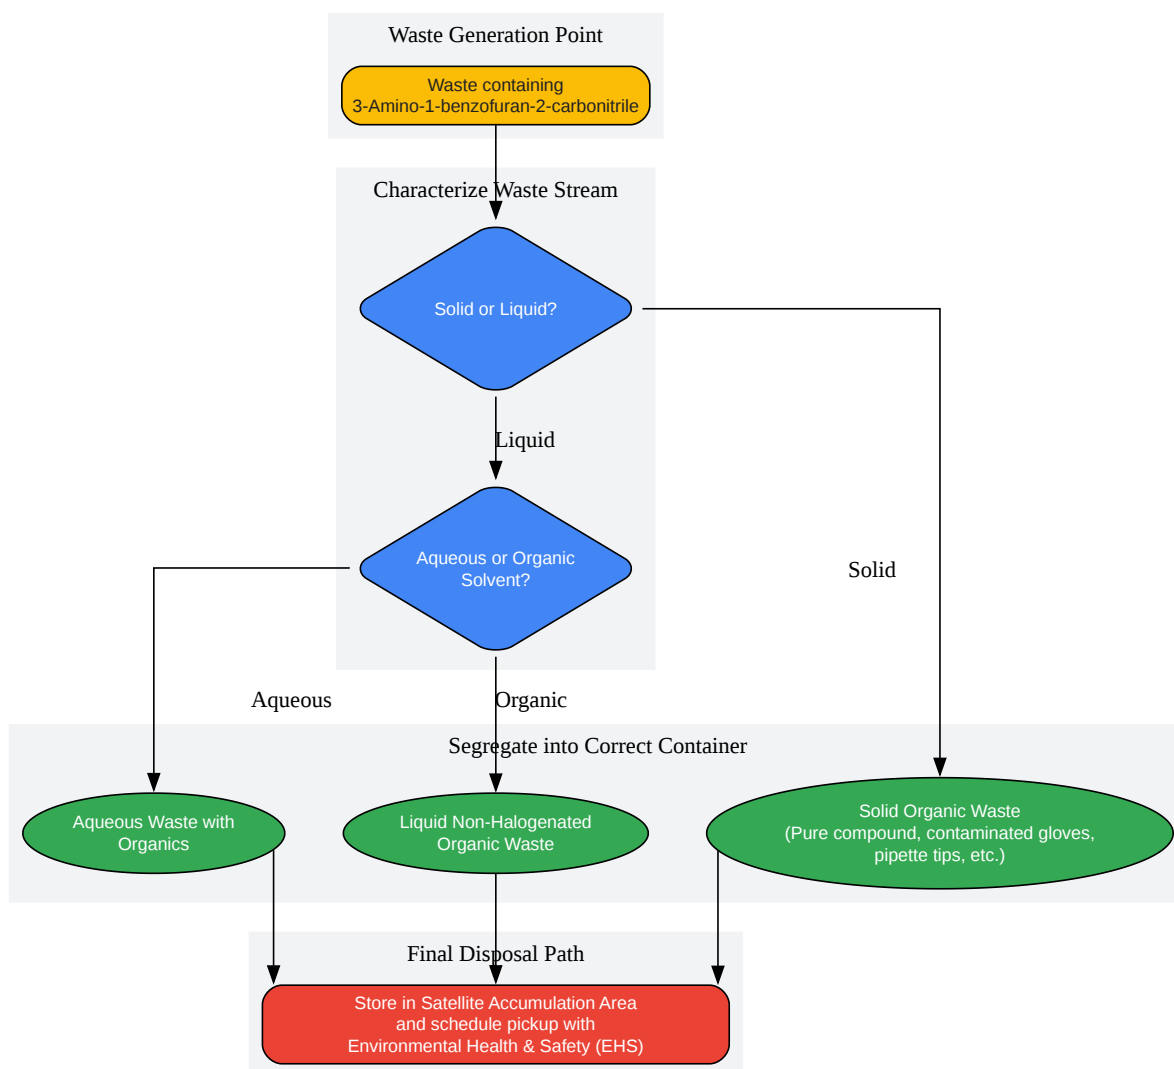 Waste Generation Point
Waste containing
3-Amino-1-benzofuran-2-carbonitrile
Characterize Waste Stream
Solid or Liquid?
Liquid
Aqueous or Organic
Solvent?
Solid
Aqueous
Organic
Segregate into Correct Container
Aqueous Waste with
Organics
Liquid Non-Halogenated
Organic Waste
Solid Organic Waste
(Pure compound, contaminated gloves,
pipette tips, etc.)
Final Disposal Path
Store in Satellite Accumulation Area
and schedule pickup with
Environmental Health & Safety (EHS)